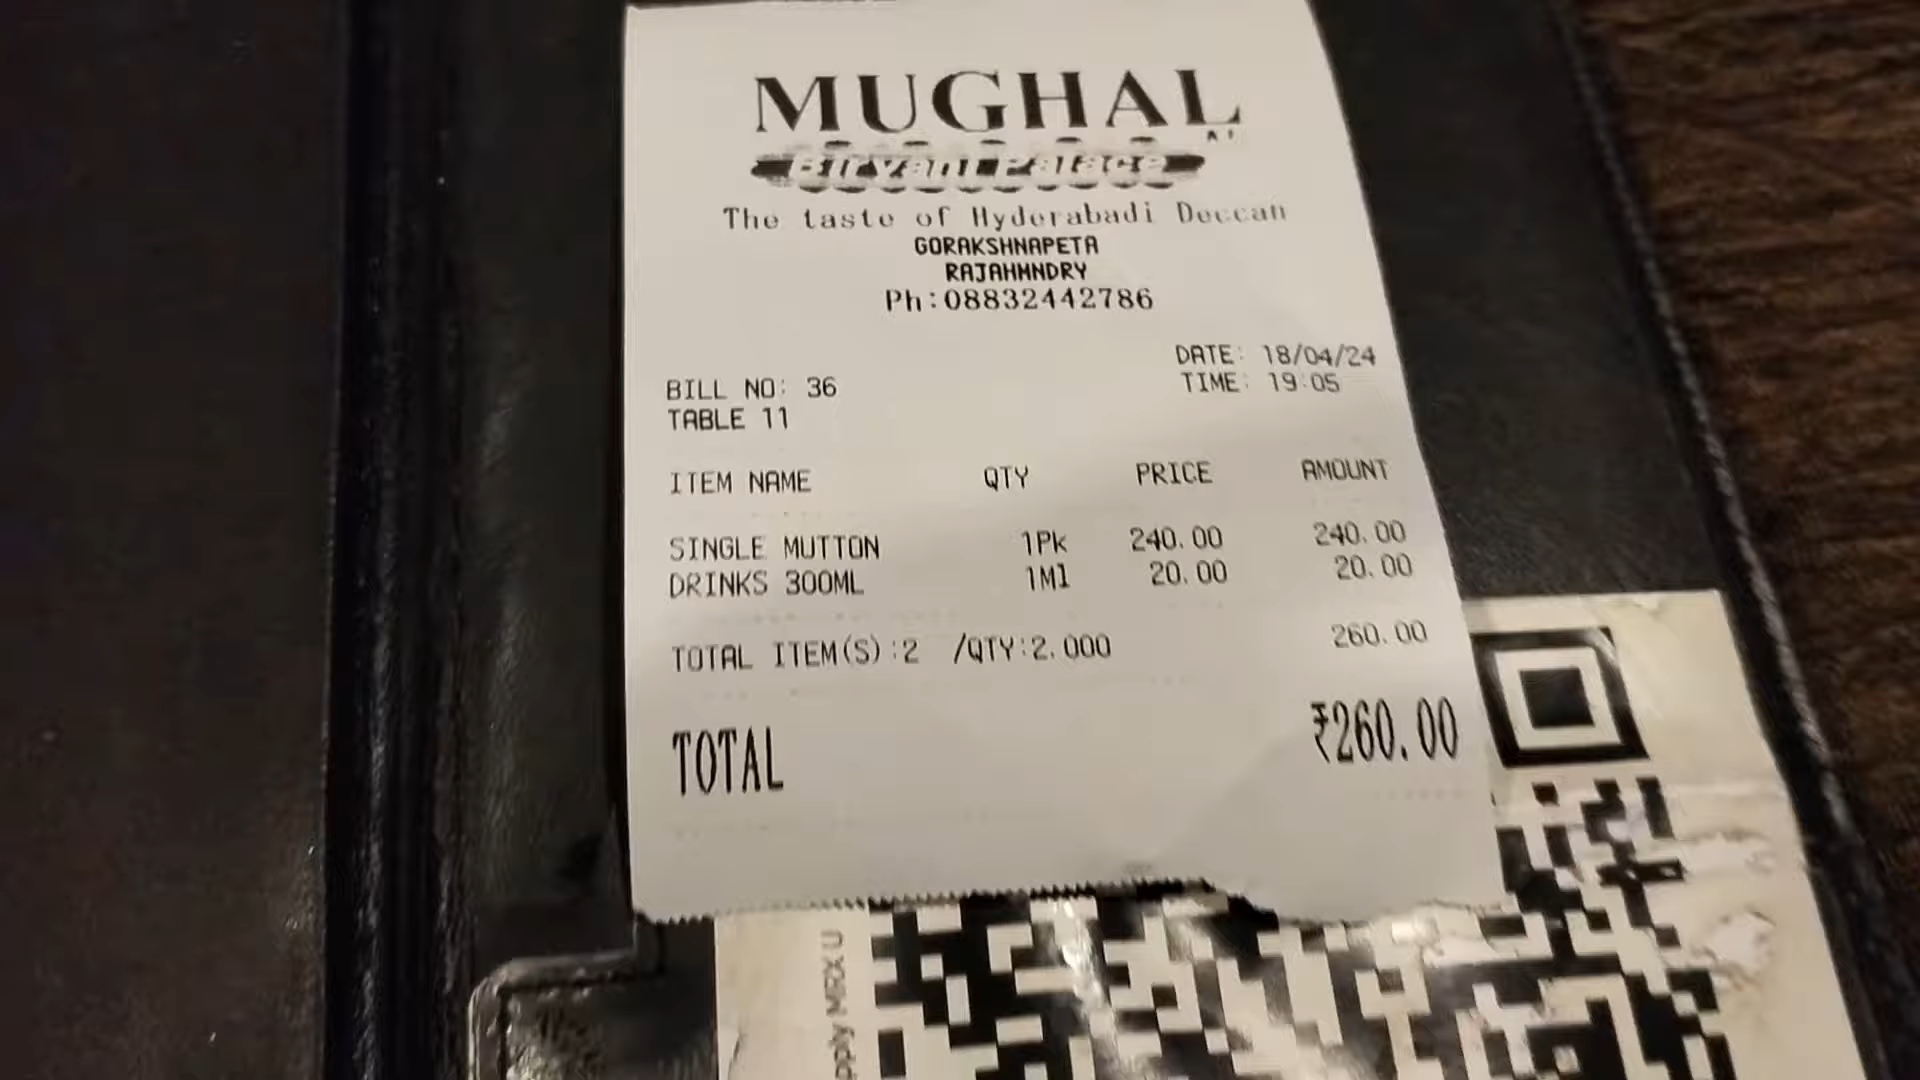 MUGHAL
Biryani Palace
The taste of Hyderabadi Deccan
GORAKSHNAPETA
RAJAHMNDRY
Ph:08832442786
DATE: 18/04/24
BILL NO: 36 TIME: 19:05
TABLE 11
ITEM NAME QTY PRICE AMOUNT
SINGLE MUTTON 1Pk 240.00 240.00
DRINKS 300ML 1Ml 20.00 20.00
TOTAL ITEM(S):2 /QTY:2.000 260.00
TOTAL ₹260.00